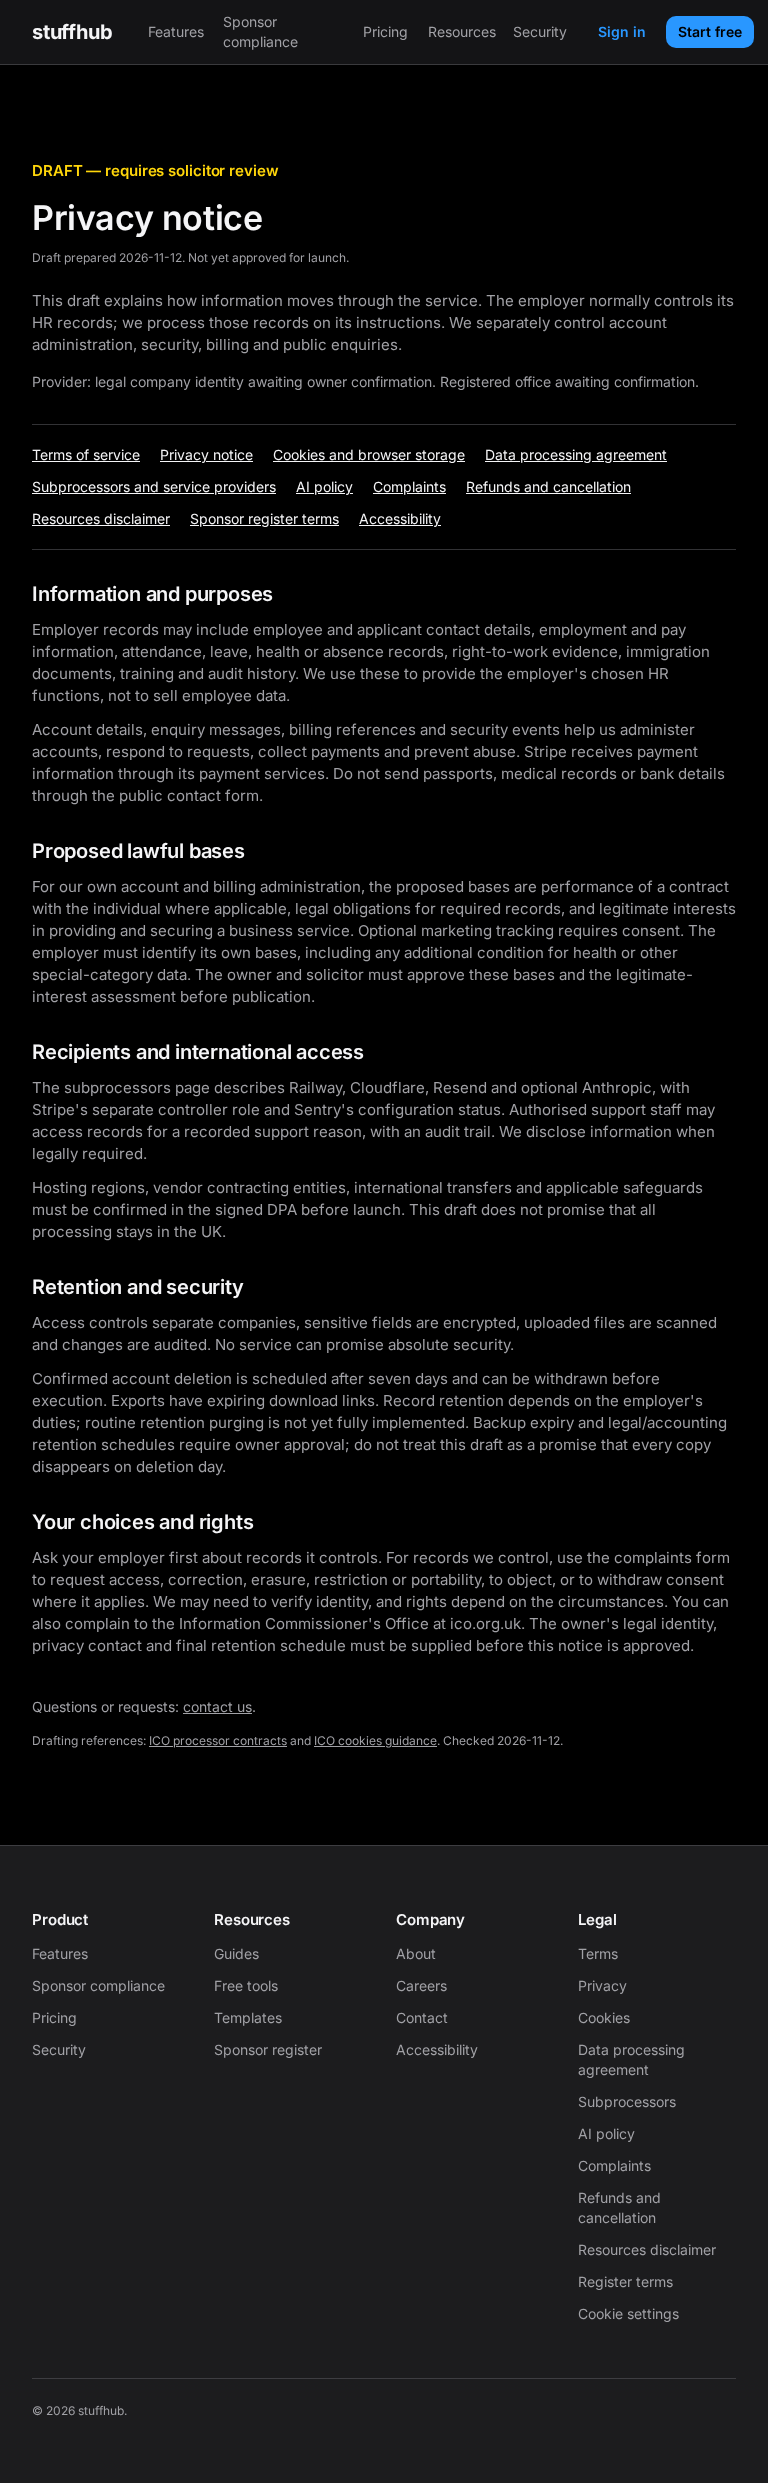 stuffhub
Features
Sponsor
compliance
Pricing
Resources
Security
Sign in
Start free
DRAFT — requires solicitor review
Privacy notice
Draft prepared 2026-11-12. Not yet approved for launch.
This draft explains how information moves through the service. The employer normally controls its
HR records; we process those records on its instructions. We separately control account
administration, security, billing and public enquiries.
Provider: legal company identity awaiting owner confirmation. Registered office awaiting confirmation.
Terms of service Privacy notice Cookies and browser storage Data processing agreement
Subprocessors and service providers AI policy Complaints Refunds and cancellation
Resources disclaimer Sponsor register terms Accessibility
Information and purposes
Employer records may include employee and applicant contact details, employment and pay
information, attendance, leave, health or absence records, right-to-work evidence, immigration
documents, training and audit history. We use these to provide the employer's chosen HR
functions, not to sell employee data.
Account details, enquiry messages, billing references and security events help us administer
accounts, respond to requests, collect payments and prevent abuse. Stripe receives payment
information through its payment services. Do not send passports, medical records or bank details
through the public contact form.
Proposed lawful bases
For our own account and billing administration, the proposed bases are performance of a contract
with the individual where applicable, legal obligations for required records, and legitimate interests
in providing and securing a business service. Optional marketing tracking requires consent. The
employer must identify its own bases, including any additional condition for health or other
special-category data. The owner and solicitor must approve these bases and the legitimate-
interest assessment before publication.
Recipients and international access
The subprocessors page describes Railway, Cloudflare, Resend and optional Anthropic, with
Stripe's separate controller role and Sentry's configuration status. Authorised support staff may
access records for a recorded support reason, with an audit trail. We disclose information when
legally required.
Hosting regions, vendor contracting entities, international transfers and applicable safeguards
must be confirmed in the signed DPA before launch. This draft does not promise that all
processing stays in the UK.
Retention and security
Access controls separate companies, sensitive fields are encrypted, uploaded files are scanned
and changes are audited. No service can promise absolute security.
Confirmed account deletion is scheduled after seven days and can be withdrawn before
execution. Exports have expiring download links. Record retention depends on the employer's
duties; routine retention purging is not yet fully implemented. Backup expiry and legal/accounting
retention schedules require owner approval; do not treat this draft as a promise that every copy
disappears on deletion day.
Your choices and rights
Ask your employer first about records it controls. For records we control, use the complaints form
to request access, correction, erasure, restriction or portability, to object, or to withdraw consent
where it applies. We may need to verify identity, and rights depend on the circumstances. You can
also complain to the Information Commissioner's Office at ico.org.uk. The owner's legal identity,
privacy contact and final retention schedule must be supplied before this notice is approved.
Questions or requests: contact us.
Drafting references: ICO processor contracts and ICO cookies guidance. Checked 2026-11-12.
Product
Features
Sponsor compliance
Pricing
Security
Resources
Guides
Free tools
Templates
Sponsor register
Company
About
Careers
Contact
Accessibility
Legal
Terms
Privacy
Cookies
Data processing
agreement
Subprocessors
AI policy
Complaints
Refunds and
cancellation
Resources disclaimer
Register terms
Cookie settings
© 2026 stuffhub.